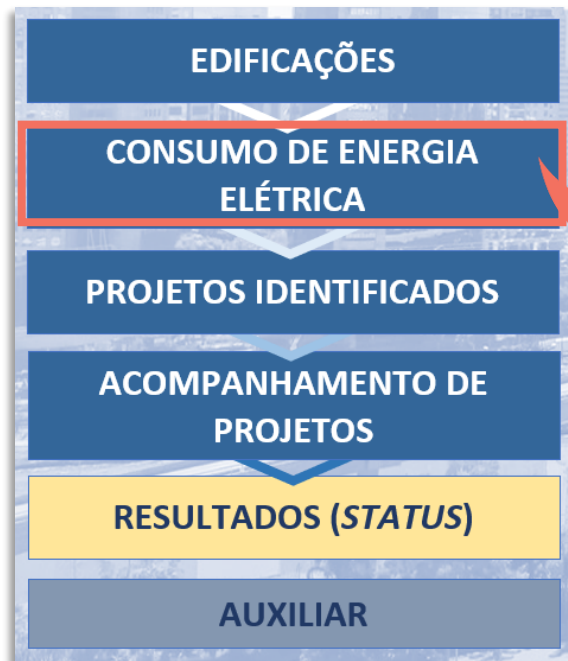 EDIFICAÇÕES
CONSUMO DE ENERGIA
ELÉTRICA
PROJETOS IDENTIFICADOS
ACOMPANHAMENTO DE
PROJETOS
RESULTADOS (STATUS)
AUXILIAR